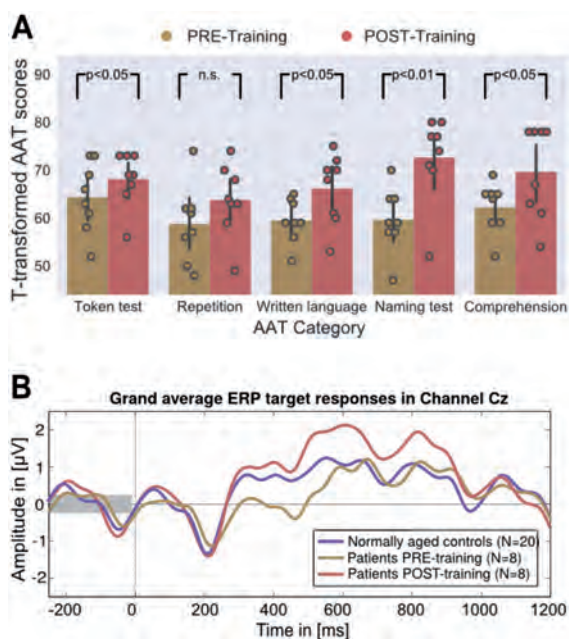 A
PRE-Training POST-Training
T-transformed AAT scores
90
80
70
60
50
p<0.05 n.s. p<0.05 p<0.01 p<0.05
Token test Repetition Written language Naming test Comprehension
AAT Category
B
Grand average ERP target responses in Channel Cz
Amplitude in [μV]
2
1
0
-1
-2
Normally aged controls (N=20)
Patients PRE-training (N=8)
Patients POST-training (N=8)
-200 0 200 400 600 800 1000 1200
Time in [ms]